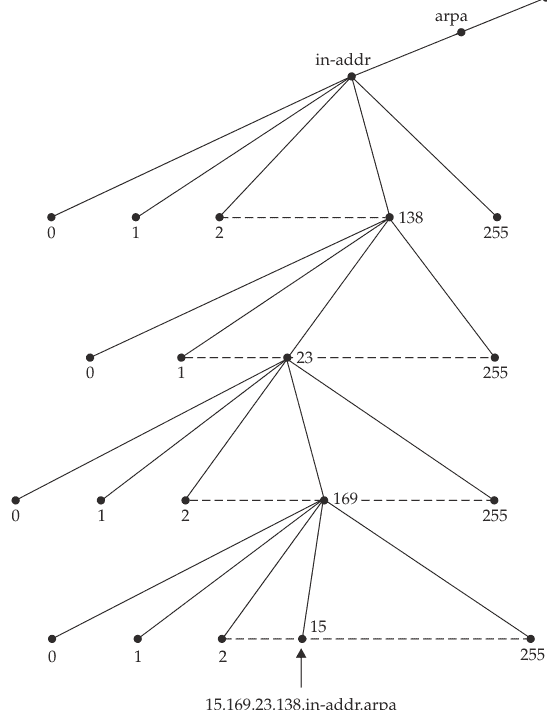 arpa
in-addr
0 1 2 138 255
0 1 23 255
0 1 2 169 255
0 1 2 15 255
15.169.23.138.in-addr.arpa